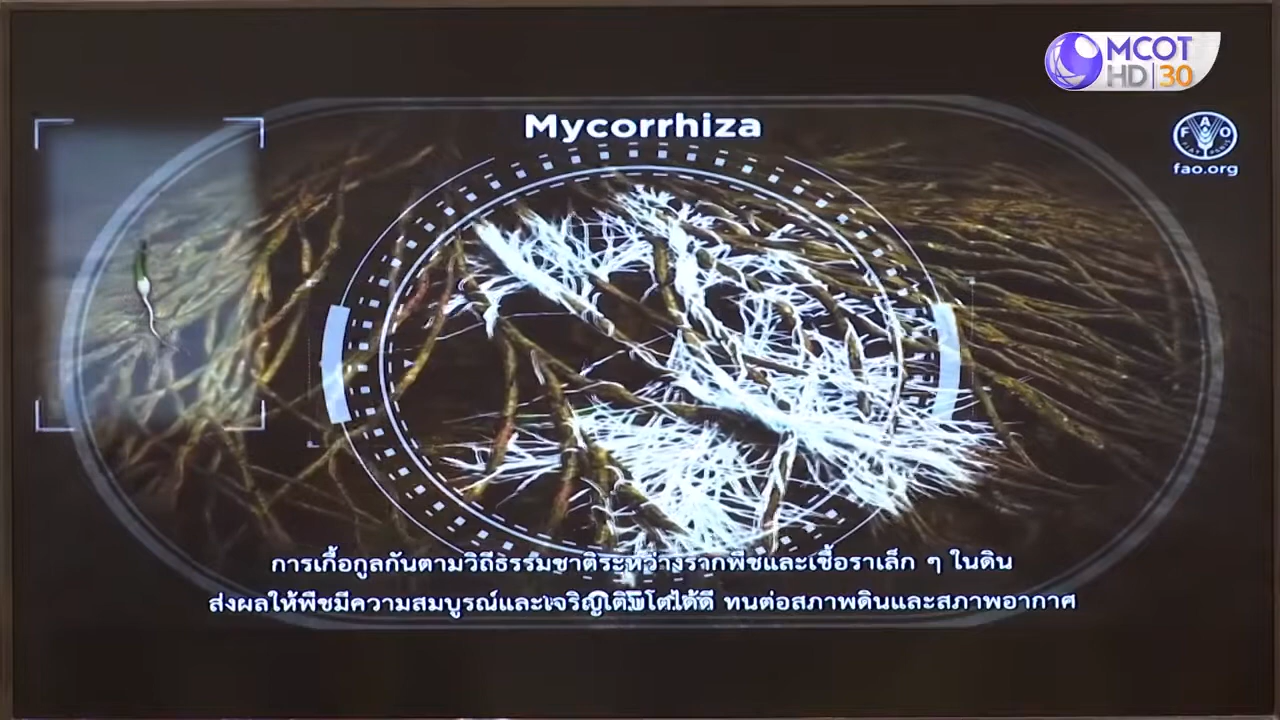 MCOT
HD 30
Mycorrhiza
FAO
FIAT PANIS
fao.org
การเกื้อกูลกันตามวิถีธรรมชาติระหว่างรากพืชและเชื้อราเล็ก ๆ ในดิน
ส่งผลให้พืชมีความสมบูรณ์และเจริญเติบโตได้ดี ทนต่อสภาพดินและสภาพอากาศ